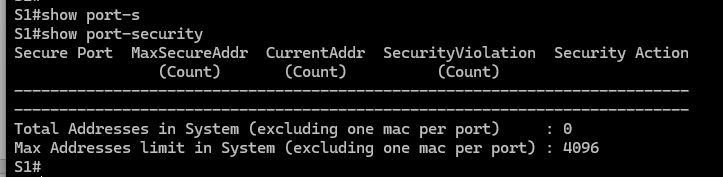 S1#show port-s
S1#show port-security
Secure Port  MaxSecureAddr  CurrentAddr  SecurityViolation  Security Action
                (Count)       (Count)          (Count)
---------------------------------------------------------------------------
---------------------------------------------------------------------------
Total Addresses in System (excluding one mac per port)     : 0
Max Addresses limit in System (excluding one mac per port) : 4096
S1#